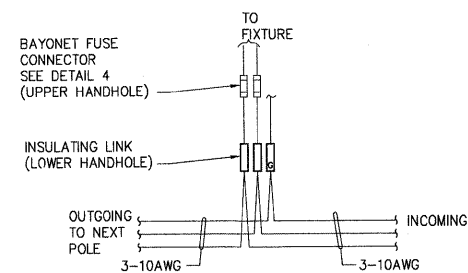 TO
FIXTURE
BAYONET FUSE
CONNECTOR
SEE DETAIL 4
(UPPER HANDHOLE)
INSULATING LINK
(LOWER HANDHOLE)
G
OUTGOING
TO NEXT
POLE
INCOMING
3-10AWG
3-10AWG